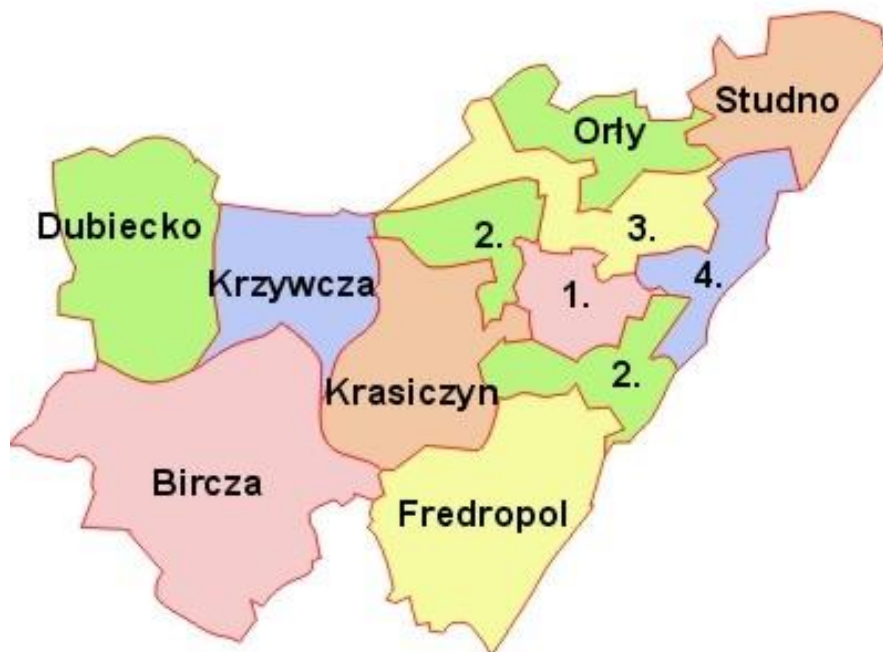 Studno
Orły
Dubiecko
2.
3.
Krzywcza
1.
4.
Krasiczyn
2.
Bircza
Fredropol